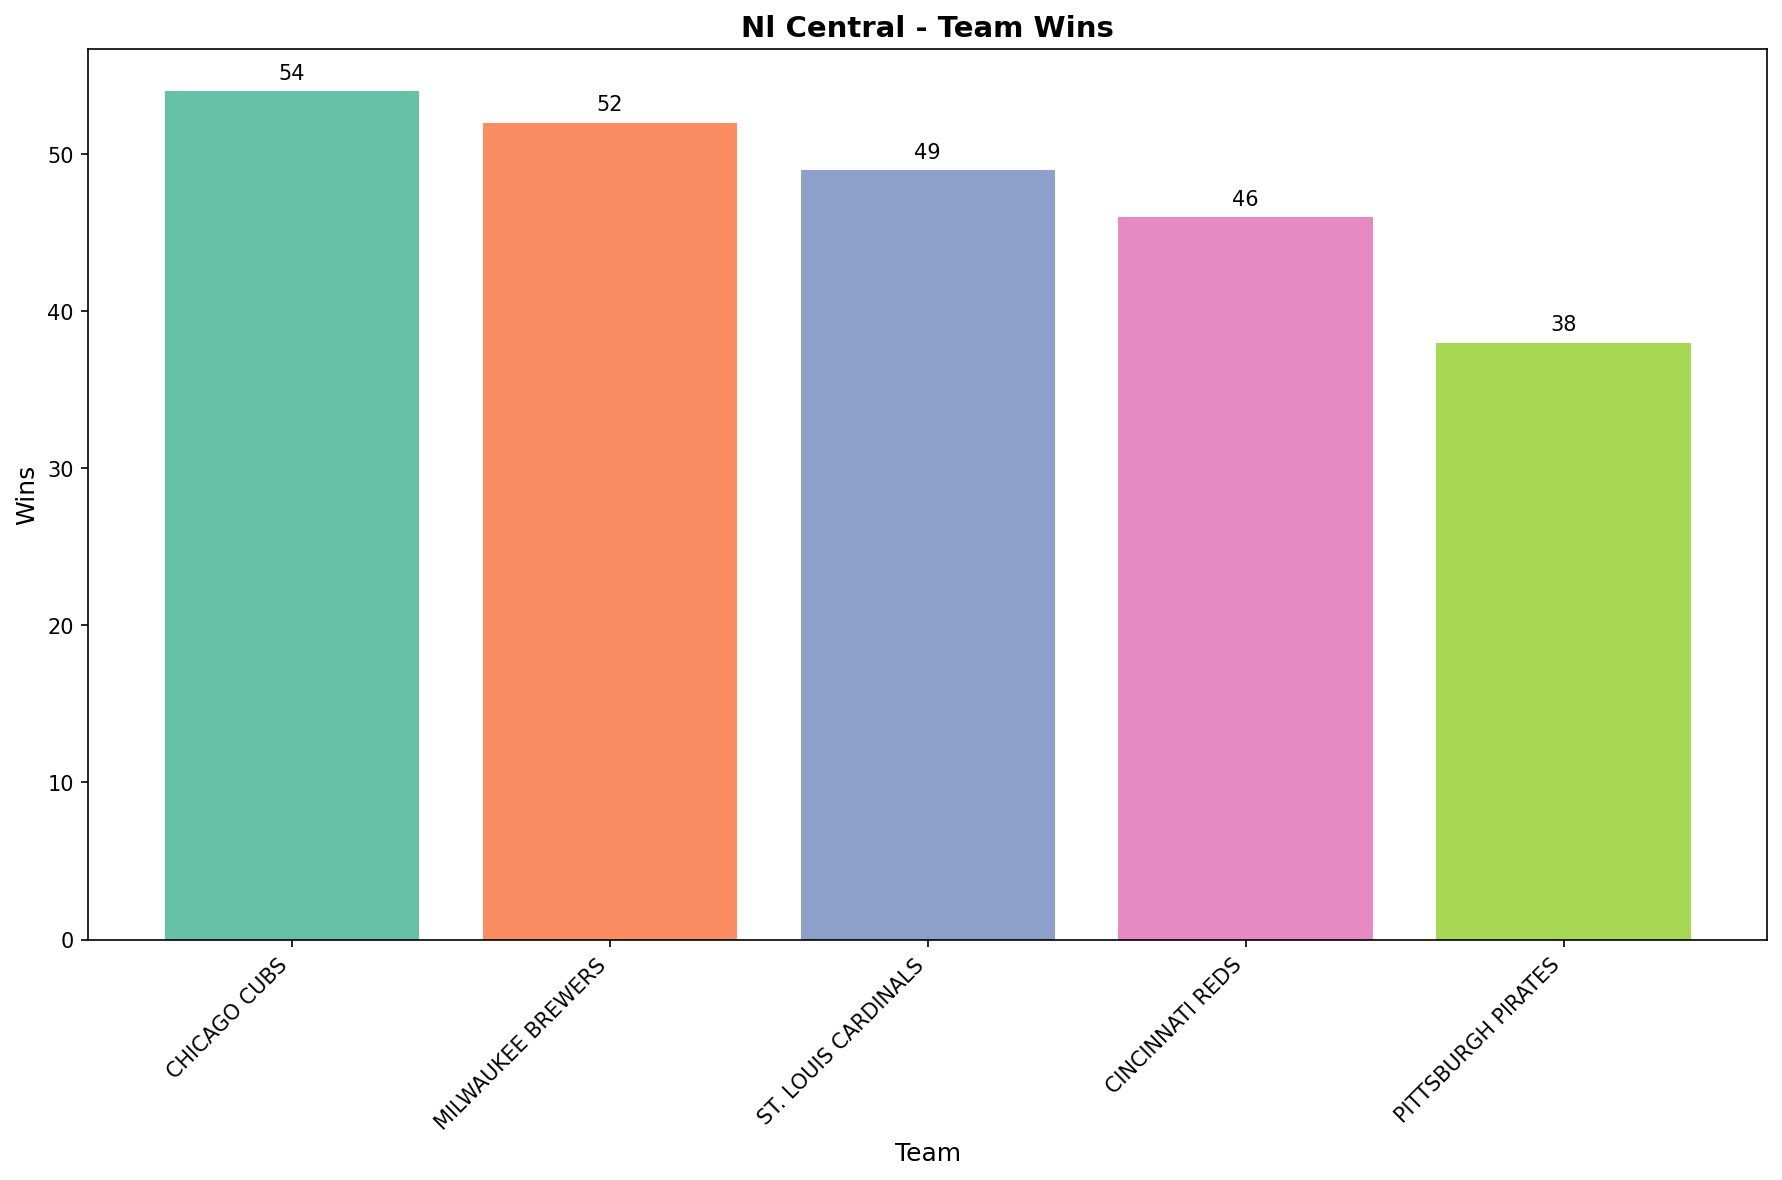 Nl Central - Team Wins
54
52
49
46
38
50
40
30
20
10
0
Wins
CHICAGO CUBS
MILWAUKEE BREWERS
ST. LOUIS CARDINALS
CINCINNATI REDS
PITTSBURGH PIRATES
Team